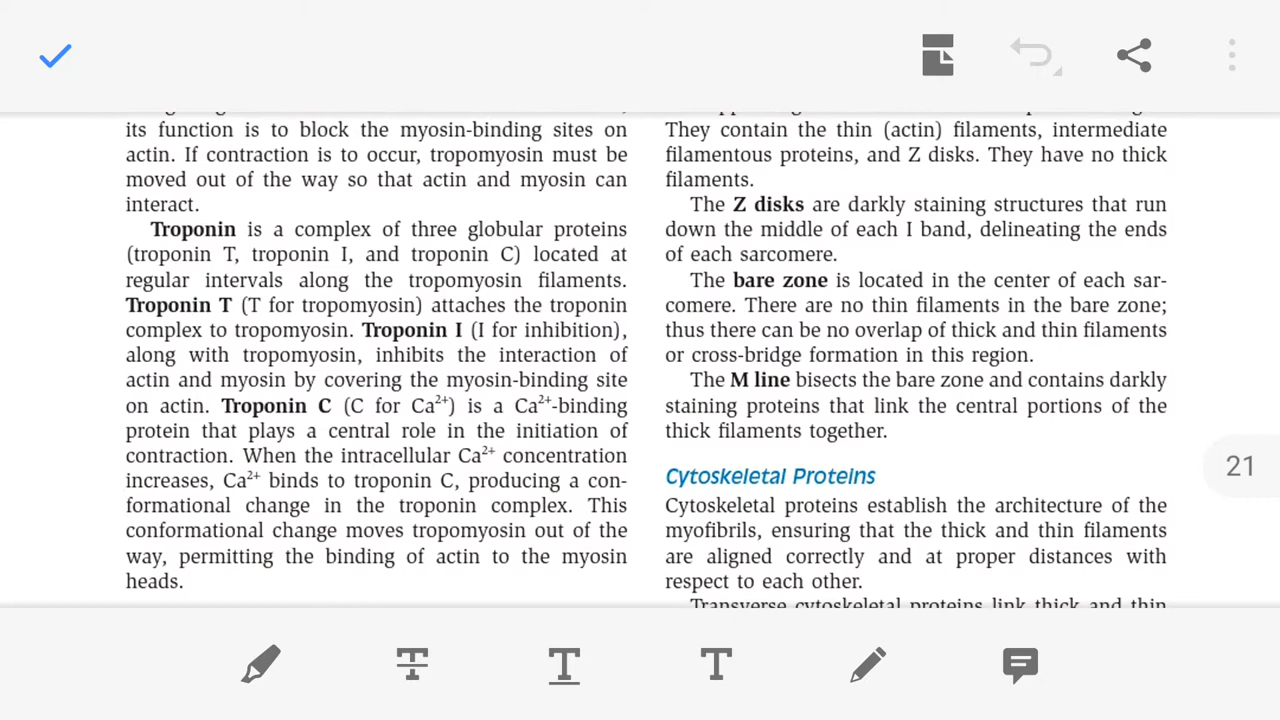 its function is to block the myosin-binding sites on
actin. If contraction is to occur, tropomyosin must be
moved out of the way so that actin and myosin can
interact.
Troponin is a complex of three globular proteins
(troponin T, troponin I, and troponin C) located at
regular intervals along the tropomyosin filaments.
Troponin T (T for tropomyosin) attaches the troponin
complex to tropomyosin. Troponin I (I for inhibition),
along with tropomyosin, inhibits the interaction of
actin and myosin by covering the myosin-binding site
on actin. Troponin C (C for Ca²⁺) is a Ca²⁺-binding
protein that plays a central role in the initiation of
contraction. When the intracellular Ca²⁺ concentration
increases, Ca²⁺ binds to troponin C, producing a con-
formational change in the troponin complex. This
conformational change moves tropomyosin out of the
way, permitting the binding of actin to the myosin
heads.
They contain the thin (actin) filaments, intermediate
filamentous proteins, and Z disks. They have no thick
filaments.
The Z disks are darkly staining structures that run
down the middle of each I band, delineating the ends
of each sarcomere.
The bare zone is located in the center of each sar-
comere. There are no thin filaments in the bare zone;
thus there can be no overlap of thick and thin filaments
or cross-bridge formation in this region.
The M line bisects the bare zone and contains darkly
staining proteins that link the central portions of the
thick filaments together.
Cytoskeletal Proteins
Cytoskeletal proteins establish the architecture of the
myofibrils, ensuring that the thick and thin filaments
are aligned correctly and at proper distances with
respect to each other.
Transverse cytoskeletal proteins link thick and thin
21